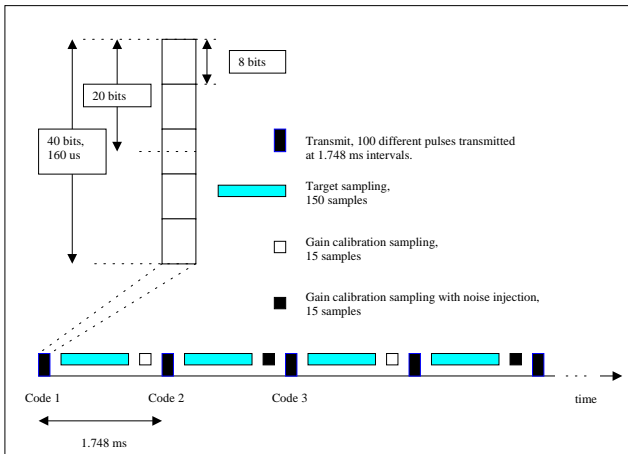 8 bits
20 bits
40 bits,
160 us
Transmit, 100 different pulses transmitted
at 1.748 ms intervals.
Target sampling,
150 samples
Gain calibration sampling,
15 samples
Gain calibration sampling with noise injection,
15 samples
Code 1
Code 2
Code 3
time
1.748 ms